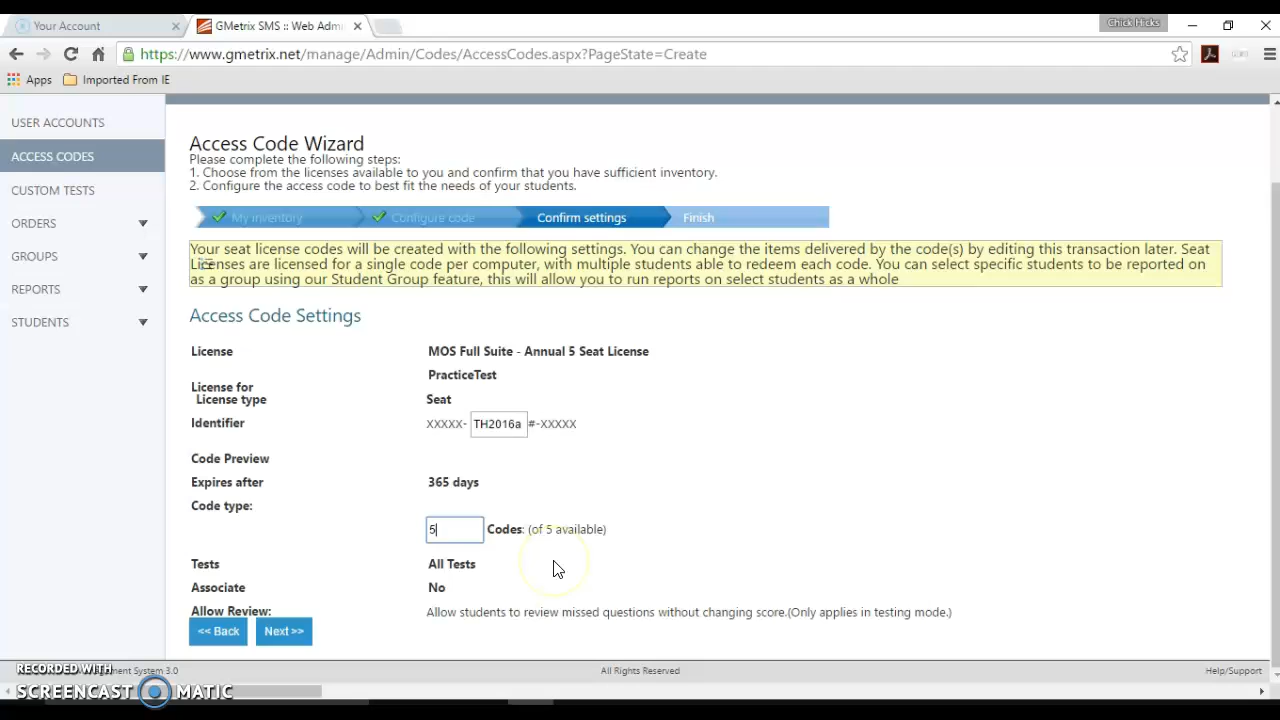 Your Account
GMetrix SMS :: Web Admi
Chick Hicks
https://www.gmetrix.net/manage/Admin/Codes/AccessCodes.aspx?PageState=Create
Apps
Imported From IE
USER ACCOUNTS
ACCESS CODES
CUSTOM TESTS
ORDERS
GROUPS
REPORTS
STUDENTS
Access Code Wizard
Please complete the following steps:
1. Choose from the licenses available to you and confirm that you have sufficient inventory.
2. Configure the access code to best fit the needs of your students.
My inventory
Configure code
Confirm settings
Finish
Your seat license codes will be created with the following settings. You can change the items delivered by the code(s) by editing this transaction later. Seat
Licenses are licensed for a single code per computer, with multiple students able to redeem each code. You can select specific students to be reported on
as a group using our Student Group feature, this will allow you to run reports on select students as a whole
Access Code Settings
License MOS Full Suite - Annual 5 Seat License
License for PracticeTest
License type Seat
Identifier XXXXX- TH2016a #-XXXXX
Code Preview
Expires after 365 days
Code type:
5 Codes: (of 5 available)
Tests All Tests
Associate No
Allow Review: Allow students to review missed questions without changing score.(Only applies in testing mode.)
<< Back Next >>
ment System 3.0 All Rights Reserved Help/Support
RECORDED WITH
SCREENCAST MATIC